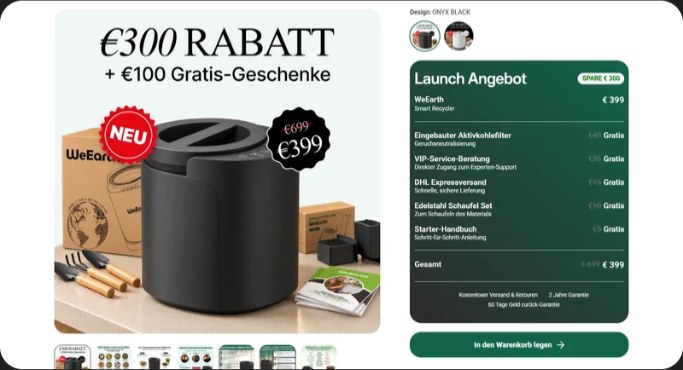 €300 RABATT
+ €100 Gratis-Geschenke
NEU
€699
€399
WeEarth
Design: ONYX BLACK
Launch Angebot
SPARE € 300
WeEarth
€ 399
Smart Recycler
Eingebauter Aktivkohlefilter
Gratis
Geruchsneutralisierung
VIP-Service-Beratung
€35 Gratis
Direkter Zugang zum Experten-Support
DHL Expressversand
€15 Gratis
Schnelle, sichere Lieferung
Edelstahl Schaufel Set
€10 Gratis
Zum Schaufeln des Materials
Starter-Handbuch
€5 Gratis
Schritt-für-Schritt-Anleitung
Gesamt
€ 699 € 399
Kostenloser Versand & Retouren 2 Jahre Garantie
60 Tage Geld-zurück-Garantie
In den Warenkorb legen →